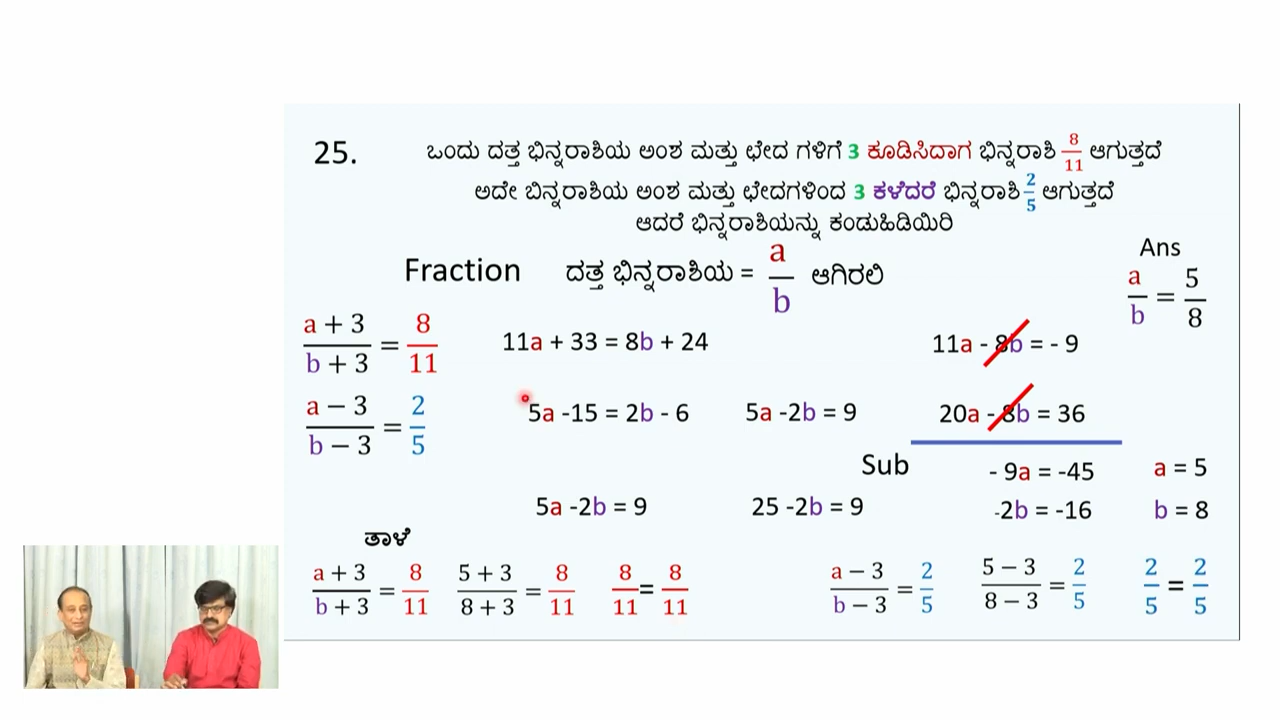 25. ಒಂದು ದತ್ತ ಭಿನ್ನರಾಶಿಯ ಅಂಶ ಮತ್ತು ಛೇದ ಗಳಿಗೆ 3 ಕೂಡಿಸಿದಾಗ ಭಿನ್ನರಾಶಿ 8/11 ಆಗುತ್ತದೆ
ಅದೇ ಬಿನ್ನರಾಶಿಯ ಅಂಶ ಮತ್ತು ಛೇದಗಳಿಂದ 3 ಕಳೆದರೆ ಭಿನ್ನರಾಶಿ 2/5 ಆಗುತ್ತದೆ
ಆದರೆ ಭಿನ್ನರಾಶಿಯನ್ನು ಕಂಡುಹಿಡಿಯಿರಿ
Fraction ದತ್ತ ಭಿನ್ನರಾಶಿಯ = a/b ಆಗಿರಲಿ
Ans
a/b = 5/8
(a + 3)/(b + 3) = 8/11 11a + 33 = 8b + 24 11a - 8b = - 9
(a − 3)/(b − 3) = 2/5 5a -15 = 2b - 6 5a -2b = 9 20a - 8b = 36
Sub - 9a = -45 a = 5
5a -2b = 9 25 -2b = 9 -2b = -16 b = 8
ತಾಳೆ
(a + 3)/(b + 3) = 8/11 (5 + 3)/(8 + 3) = 8/11 8/11 = 8/11 (a − 3)/(b − 3) = 2/5 (5 − 3)/(8 − 3) = 2/5 2/5 = 2/5